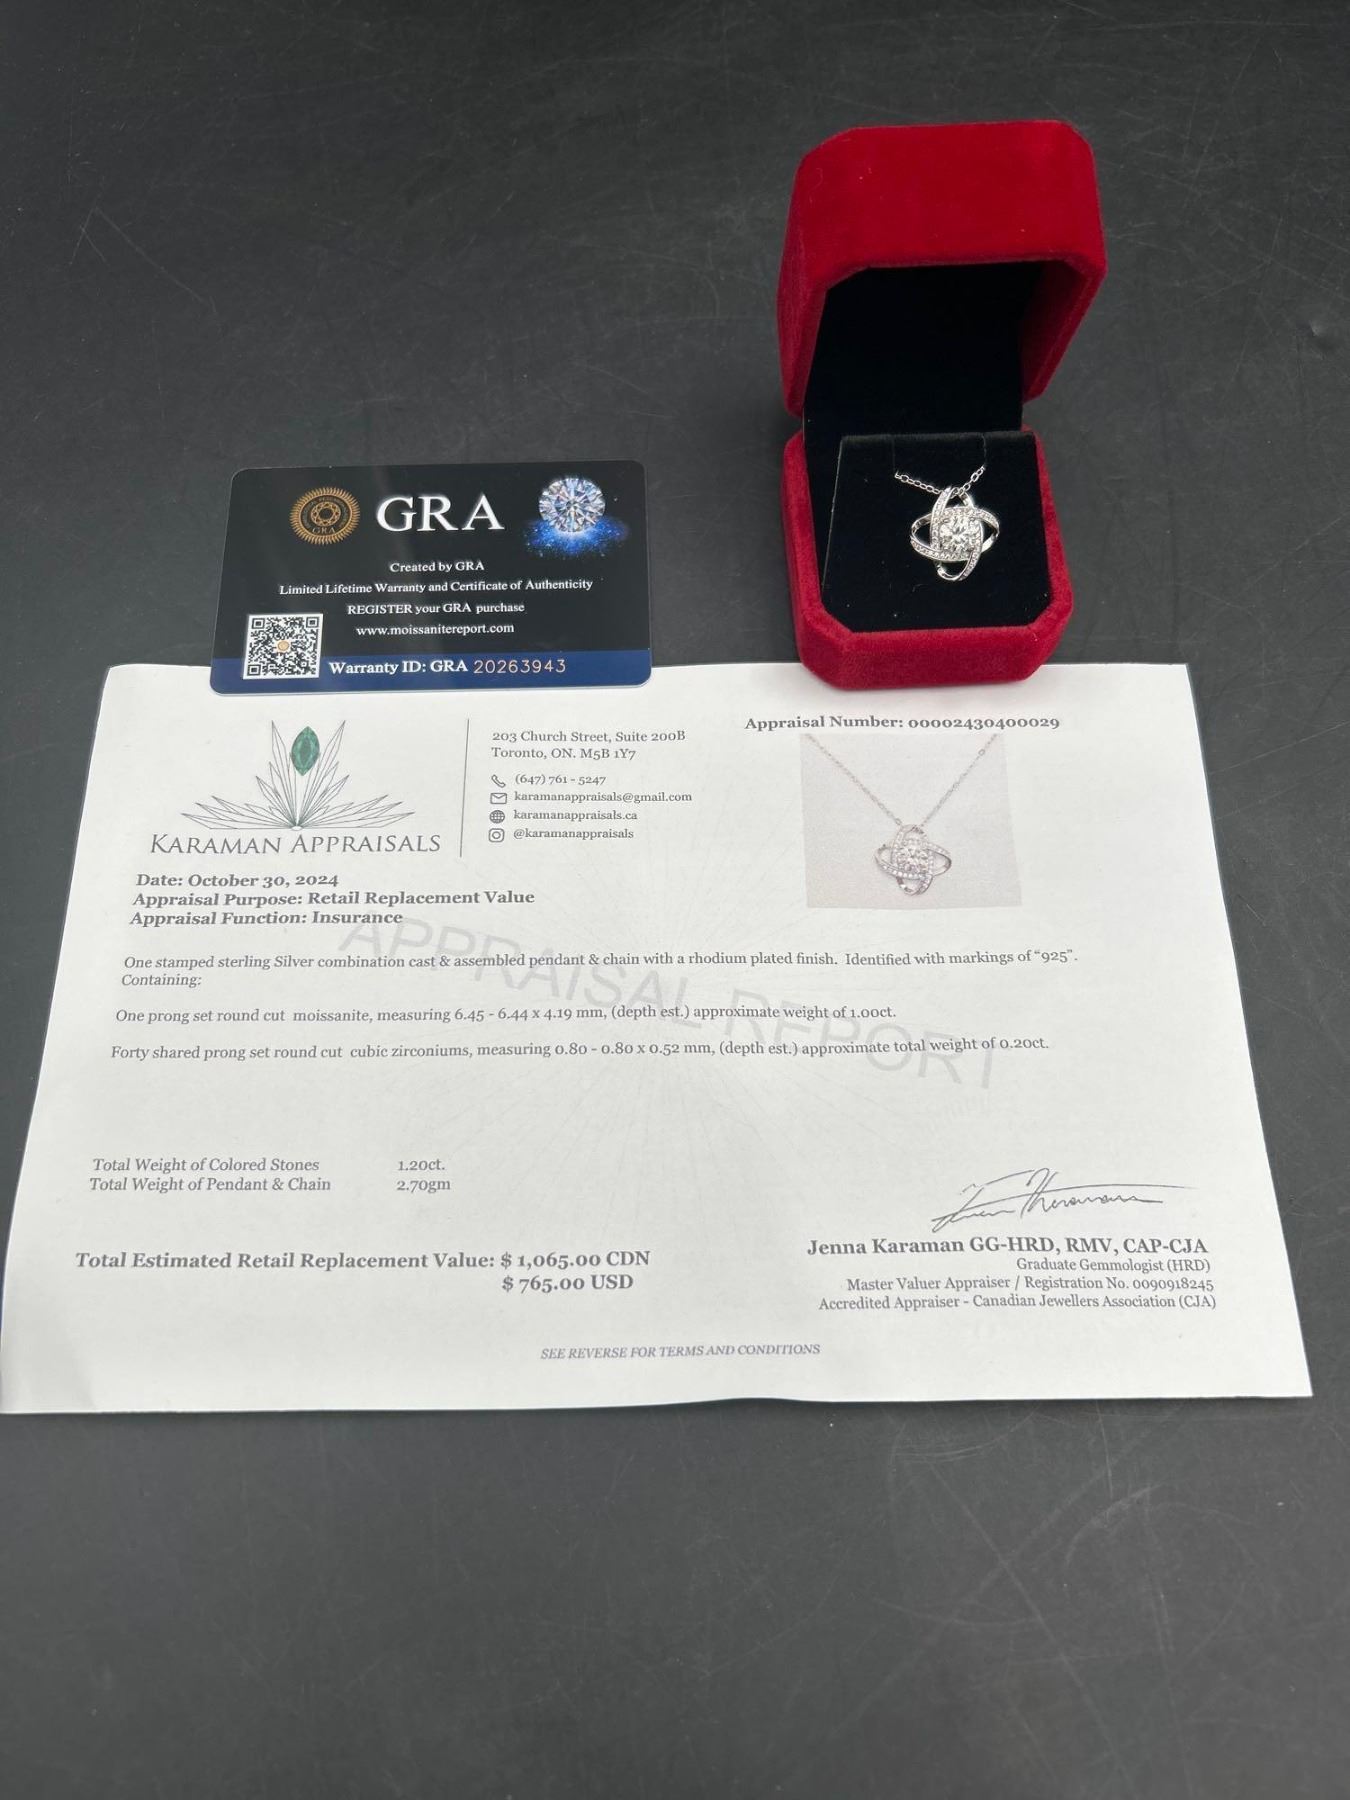 GRA
GRA
Created by GRA
Limited Lifetime Warranty and Certificate of Authenticity
REGISTER your GRA purchase
www.moissanitereport.com
Warranty ID: GRA 20263943
KARAMAN APPRAISALS
203 Church Street, Suite 200B
Toronto, ON. M5B 1Y7
(647) 761 - 5247
karamanappraisals@gmail.com
karamanappraisals.ca
@karamanappraisals
Appraisal Number: 00002430400029
Date: October 30, 2024
Appraisal Purpose: Retail Replacement Value
Appraisal Function: Insurance
APPRAISAL REPORT
One stamped sterling Silver combination cast & assembled pendant & chain with a rhodium plated finish. Identified with markings of “925”.
Containing:
One prong set round cut moissanite, measuring 6.45 - 6.44 x 4.19 mm, (depth est.) approximate weight of 1.00ct.
Forty shared prong set round cut cubic zirconiums, measuring 0.80 - 0.80 x 0.52 mm, (depth est.) approximate total weight of 0.20ct.
Total Weight of Colored Stones 1.20ct.
Total Weight of Pendant & Chain 2.70gm
Total Estimated Retail Replacement Value: $ 1,065.00 CDN
$ 765.00 USD
Jenna Karaman GG-HRD, RMV, CAP-CJA
Graduate Gemmologist (HRD)
Master Valuer Appraiser / Registration No. 0090918245
Accredited Appraiser - Canadian Jewellers Association (CJA)
SEE REVERSE FOR TERMS AND CONDITIONS